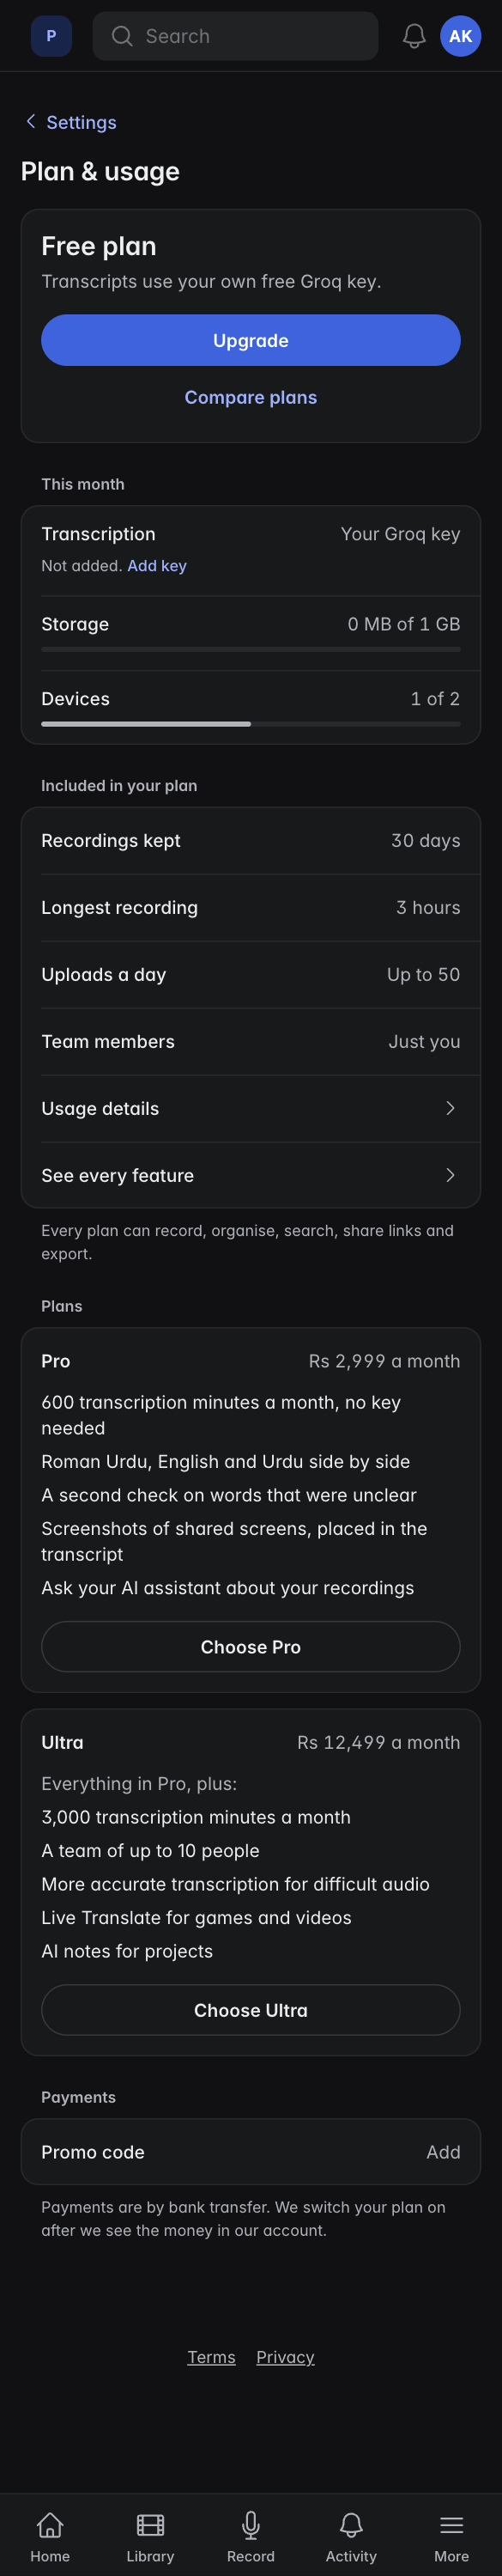 P
Search
AK
Settings
Plan & usage
Free plan
Transcripts use your own free Groq key.
Upgrade
Compare plans
This month
Transcription
Your Groq key
Not added. Add key
Storage
0 MB of 1 GB
Devices
1 of 2
Included in your plan
Recordings kept
30 days
Longest recording
3 hours
Uploads a day
Up to 50
Team members
Just you
Usage details
See every feature
Every plan can record, organise, search, share links and
export.
Plans
Pro
Rs 2,999 a month
600 transcription minutes a month, no key
needed
Roman Urdu, English and Urdu side by side
A second check on words that were unclear
Screenshots of shared screens, placed in the
transcript
Ask your AI assistant about your recordings
Choose Pro
Ultra
Rs 12,499 a month
Everything in Pro, plus:
3,000 transcription minutes a month
A team of up to 10 people
More accurate transcription for difficult audio
Live Translate for games and videos
AI notes for projects
Choose Ultra
Payments
Promo code
Add
Payments are by bank transfer. We switch your plan on
after we see the money in our account.
Terms
Privacy
Home
Library
Record
Activity
More